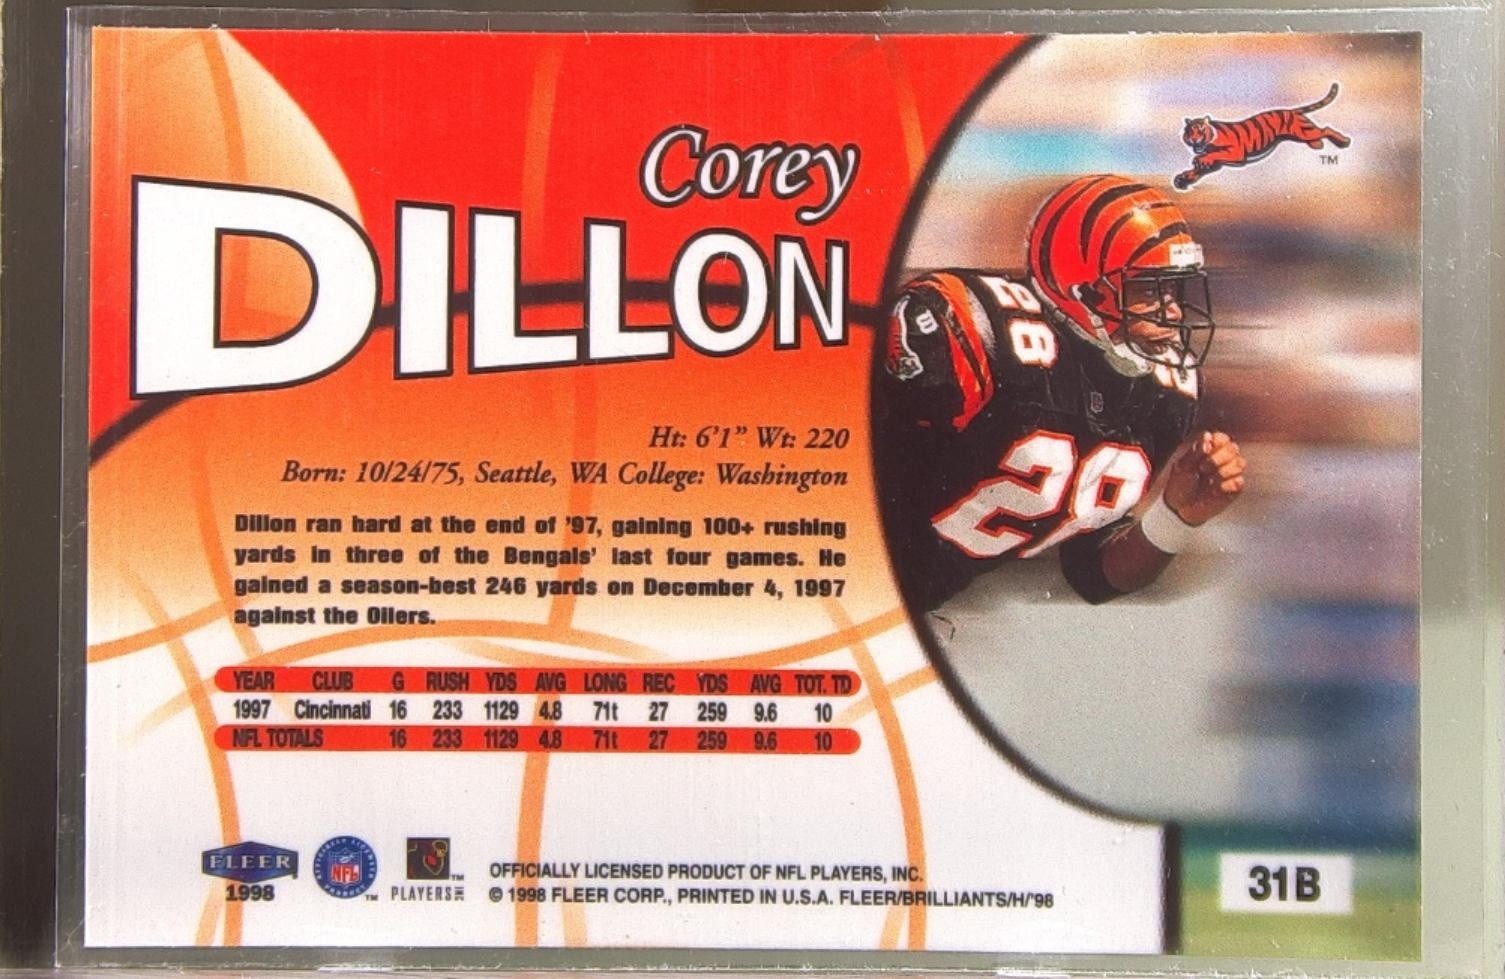 Corey
DILLON
TM
28
28
Ht: 6'1" Wt: 220
Born: 10/24/75, Seattle, WA College: Washington
Dillon ran hard at the end of '97, gaining 100+ rushing
yards in three of the Bengals' last four games. He
gained a season-best 246 yards on December 4, 1997
against the Oilers.
YEAR CLUB G RUSH YDS AVG LONG REC YDS AVG TOT. TD
1997 Cincinnati 16 233 1129 4.8 71t 27 259 9.6 10
NFL TOTALS 16 233 1129 4.8 71t 27 259 9.6 10
FLEER
1998
NFL
TM
TM
PLAYERS INC
OFFICIALLY LICENSED PRODUCT OF NFL PLAYERS, INC.
© 1998 FLEER CORP., PRINTED IN U.S.A. FLEER/BRILLIANTS/H/'98
31B